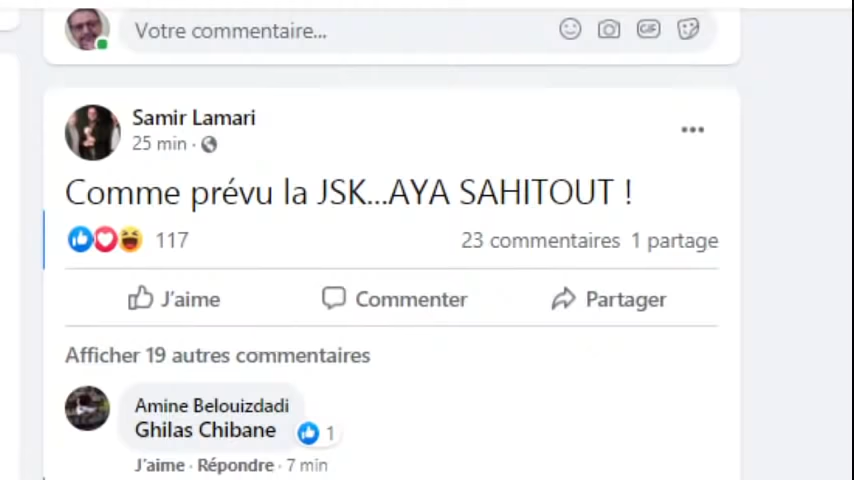 Votre commentaire...
GIF
Samir Lamari
25 min ·
Comme prévu la JSK...AYA SAHITOUT !
117 23 commentaires 1 partage
J'aime Commenter Partager
Afficher 19 autres commentaires
Amine Belouizdadi
Ghilas Chibane 1
J'aime · Répondre · 7 min